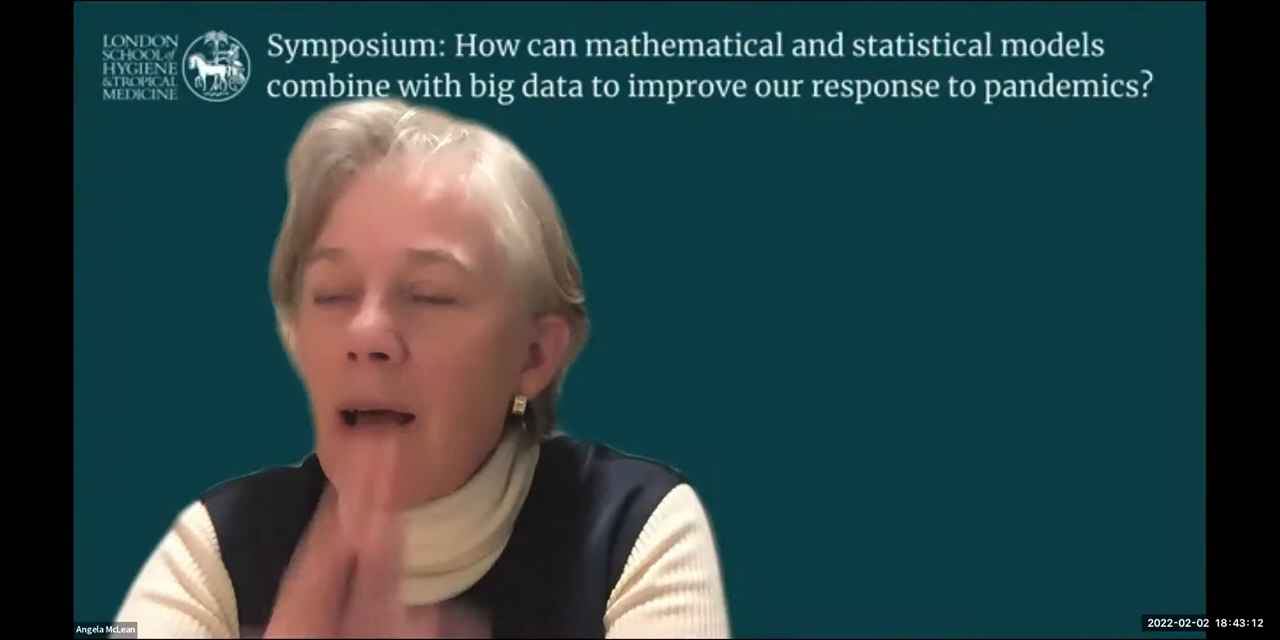 LONDON
SCHOOL of
HYGIENE
& TROPICAL
MEDICINE
Symposium: How can mathematical and statistical models
combine with big data to improve our response to pandemics?
Angela McLean
2022-02-02 18:43:12